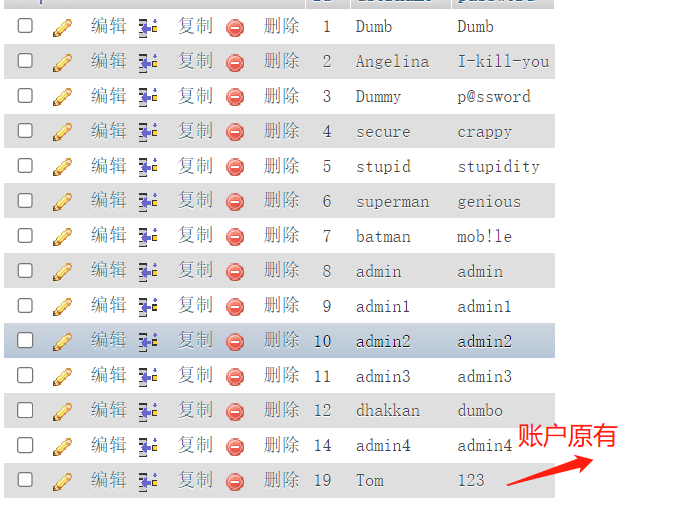 编辑 复制 删除 1 Dumb Dumb
编辑 复制 删除 2 Angelina I-kill-you
编辑 复制 删除 3 Dummy p@ssword
编辑 复制 删除 4 secure crappy
编辑 复制 删除 5 stupid stupidity
编辑 复制 删除 6 superman genious
编辑 复制 删除 7 batman mob!le
编辑 复制 删除 8 admin admin
编辑 复制 删除 9 admin1 admin1
编辑 复制 删除 10 admin2 admin2
编辑 复制 删除 11 admin3 admin3
编辑 复制 删除 12 dhakkan dumbo
编辑 复制 删除 14 admin4 admin4
账户原有
编辑 复制 删除 19 Tom 123